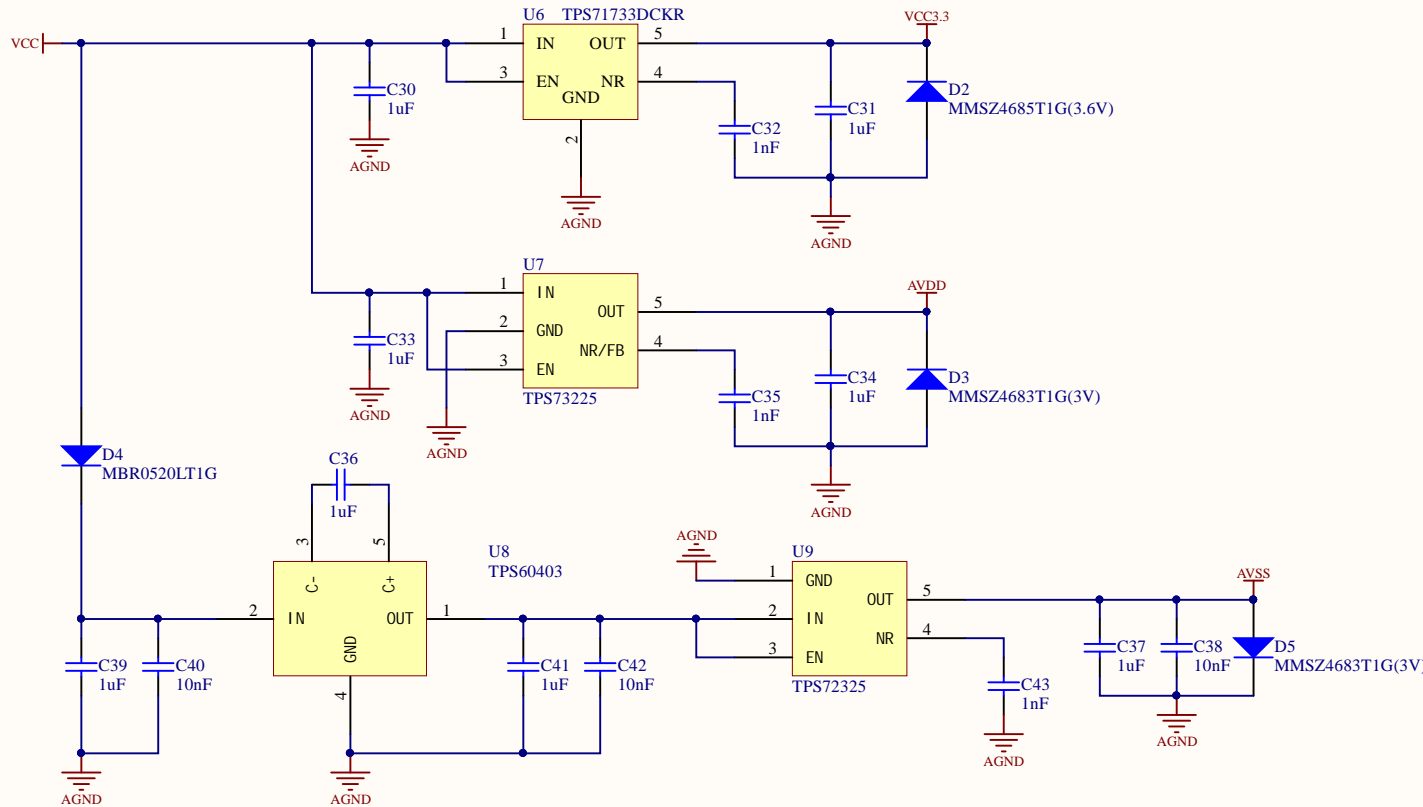 U6 TPS71733DCKR
VCC
VCC3.3
1 IN OUT 5
3 EN NR 4
GND
2
C30
1uF
AGND
AGND
C32
1nF
C31
1uF
D2
MMSZ4685T1G(3.6V)
AGND
U7
1 IN
OUT 5
2 GND
NR/FB 4
3 EN
TPS73225
AVDD
C33
1uF
AGND
AGND
C35
1nF
C34
1uF
D3
MMSZ4683T1G(3V)
AGND
D4
MBR0520LT1G
C36
1uF
3 5
C- C+
U8
TPS60403
2 IN OUT 1
GND
4
C39
1uF
C40
10nF
AGND
AGND
C41
1uF
C42
10nF
AGND
U9
1 GND
OUT 5
2 IN
NR 4
3 EN
TPS72325
AVSS
C43
1nF
AGND
C37
1uF
C38
10nF
D5
MMSZ4683T1G(3V)
AGND